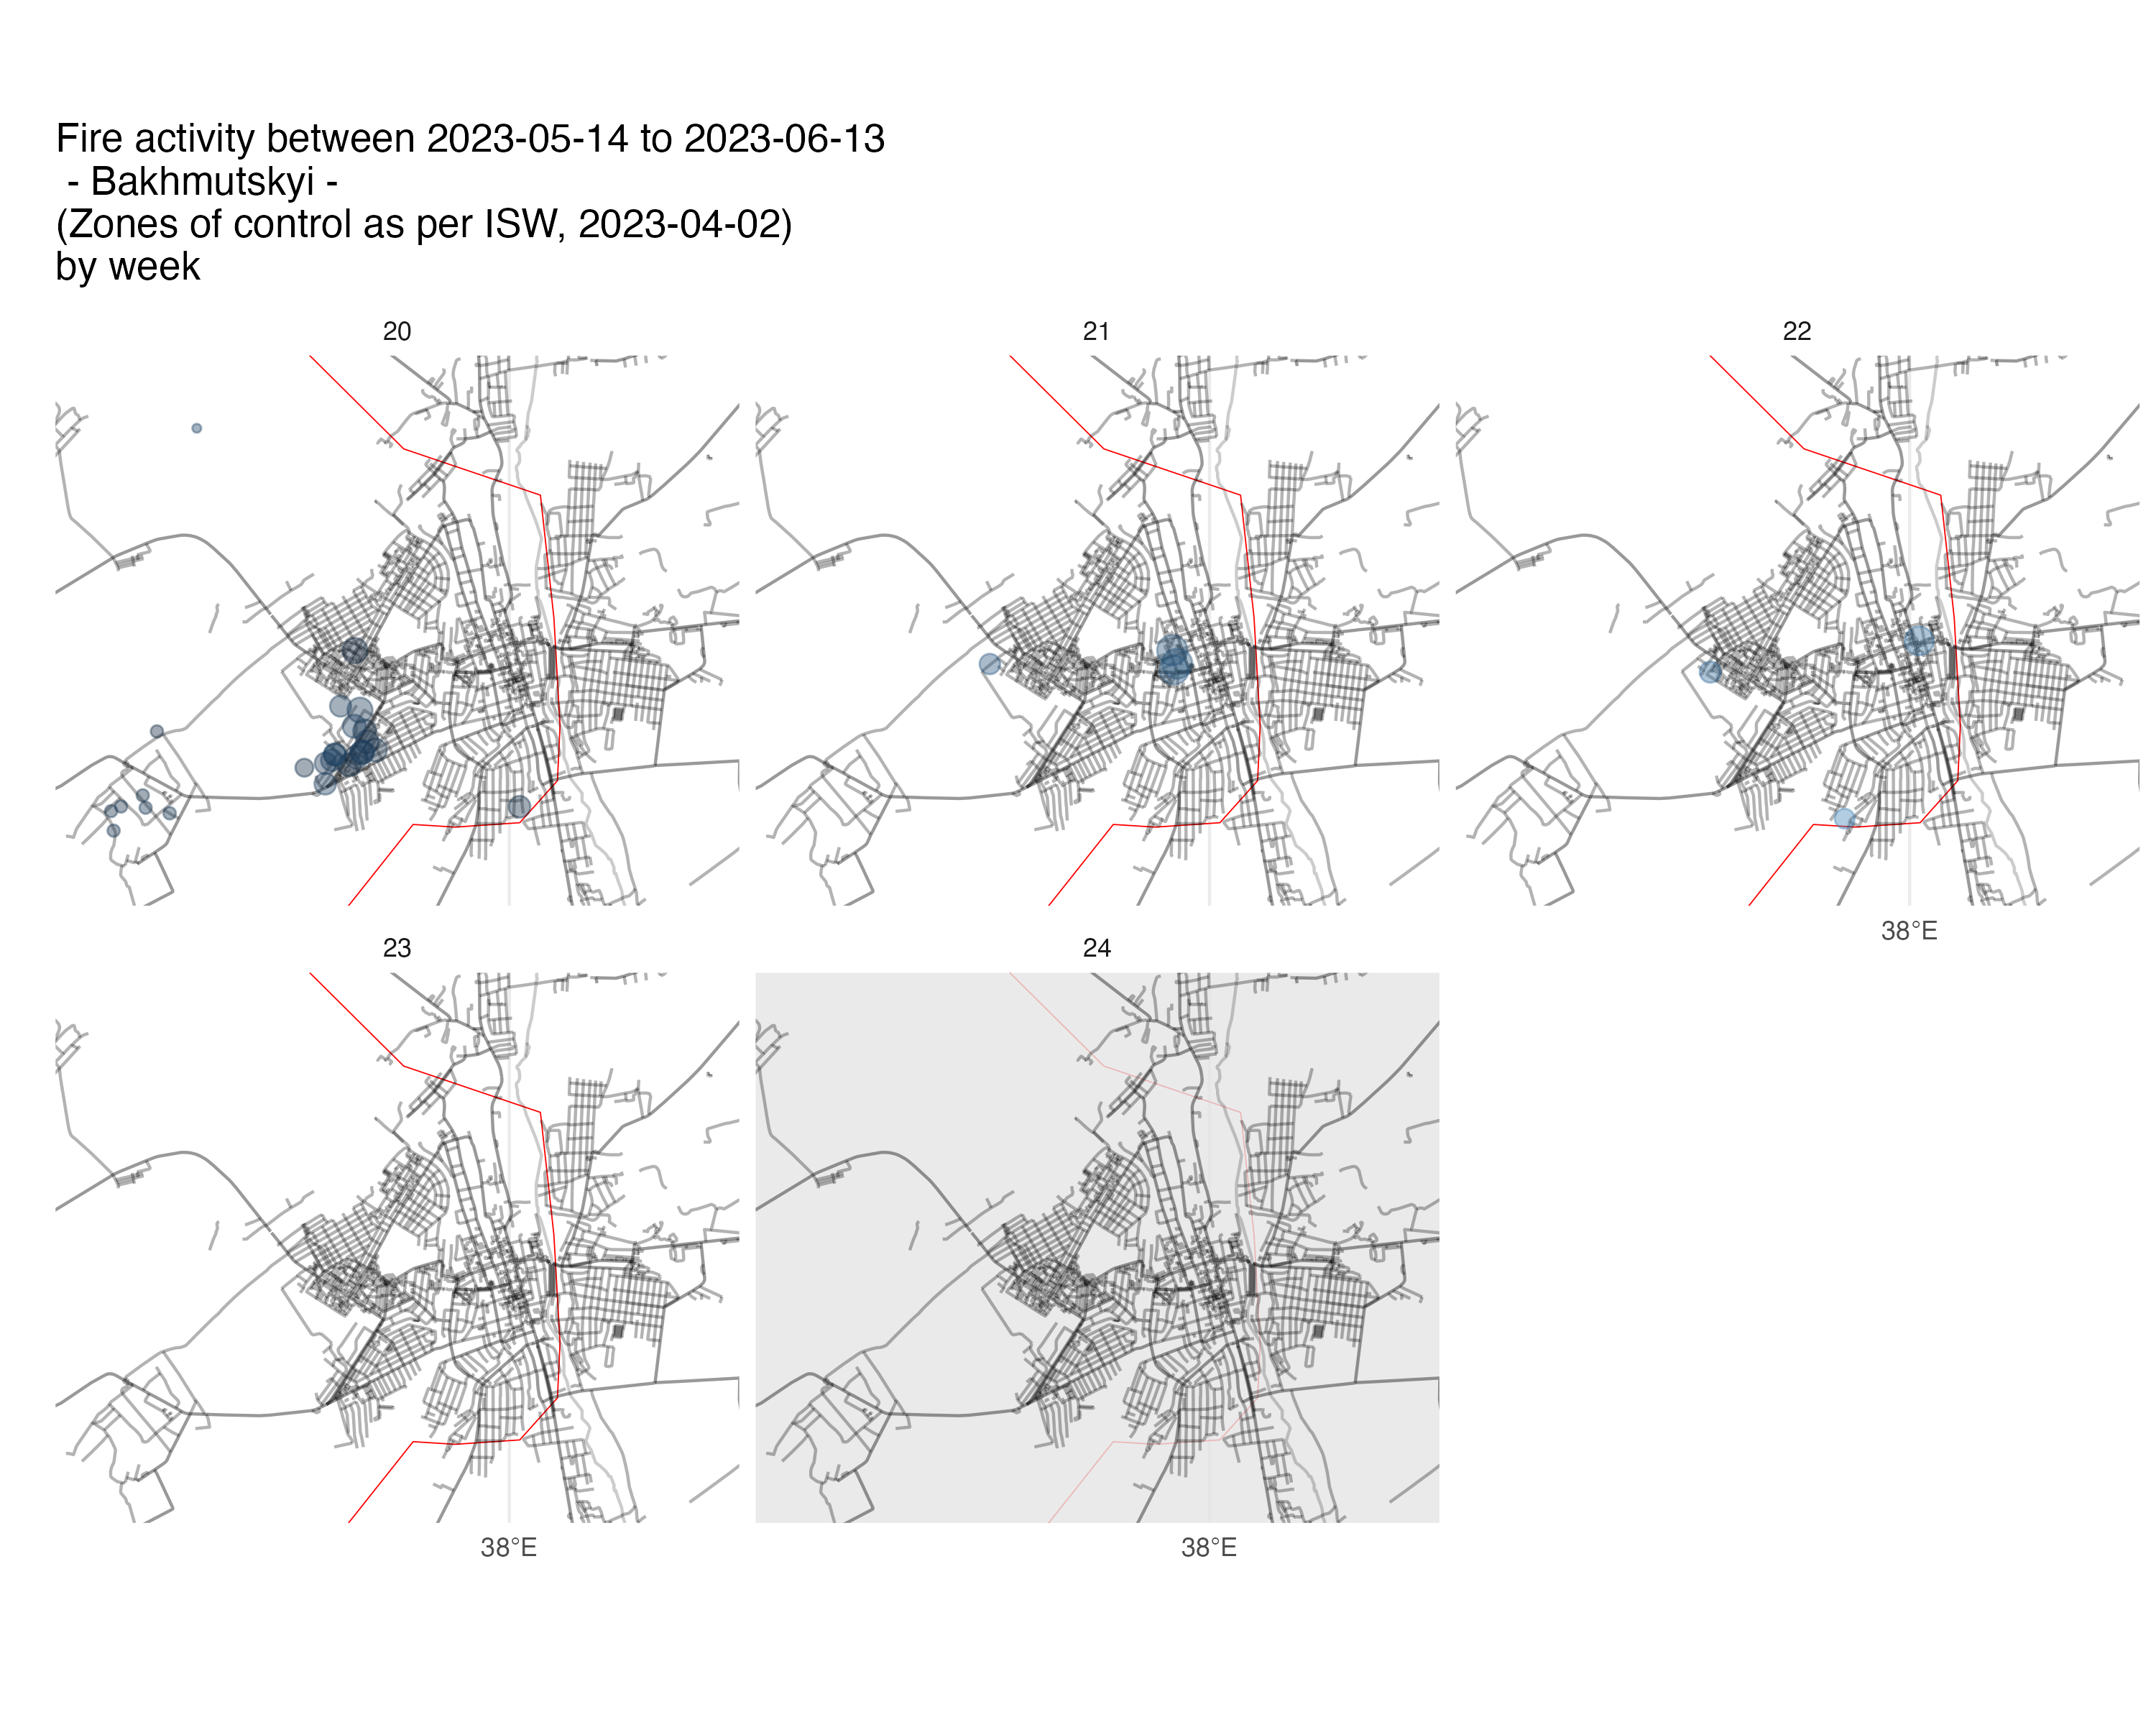 Fire activity between 2023-05-14 to 2023-06-13
- Bakhmutskyi -
(Zones of control as per ISW, 2023-04-02)
by week
20
21
22
38°E
23
24
38°E
38°E